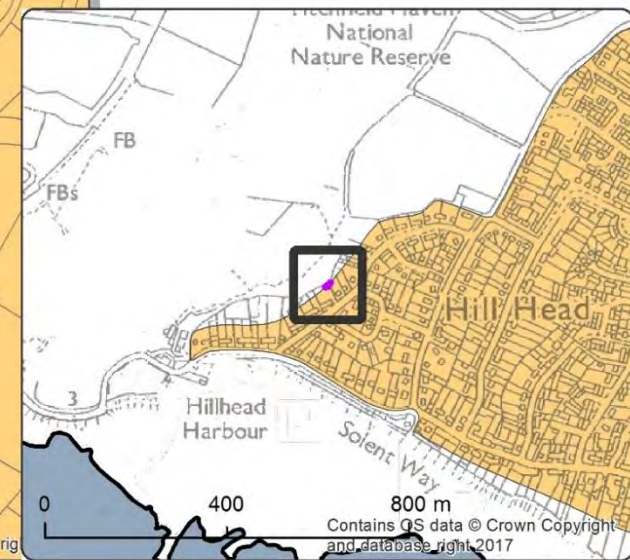 National
Nature Reserve
FB
FBs
Hill Head
3
Hillhead
Harbour
Solent Way
0 400 800 m
Contains OS data © Crown Copyright
and database right 2017
rig